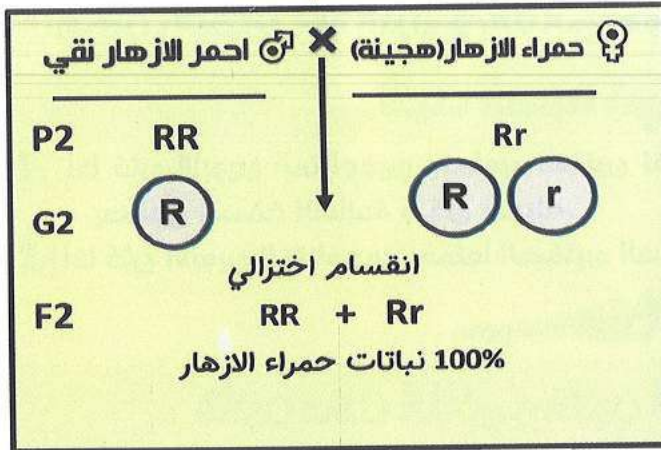 حمراء الازهار(هجينة) ♀ × ♂ احمر الازهار نقي
P2 RR Rr
G2 R R r
انقسام اختزالي
F2 RR + Rr
100% نباتات حمراء الازهار